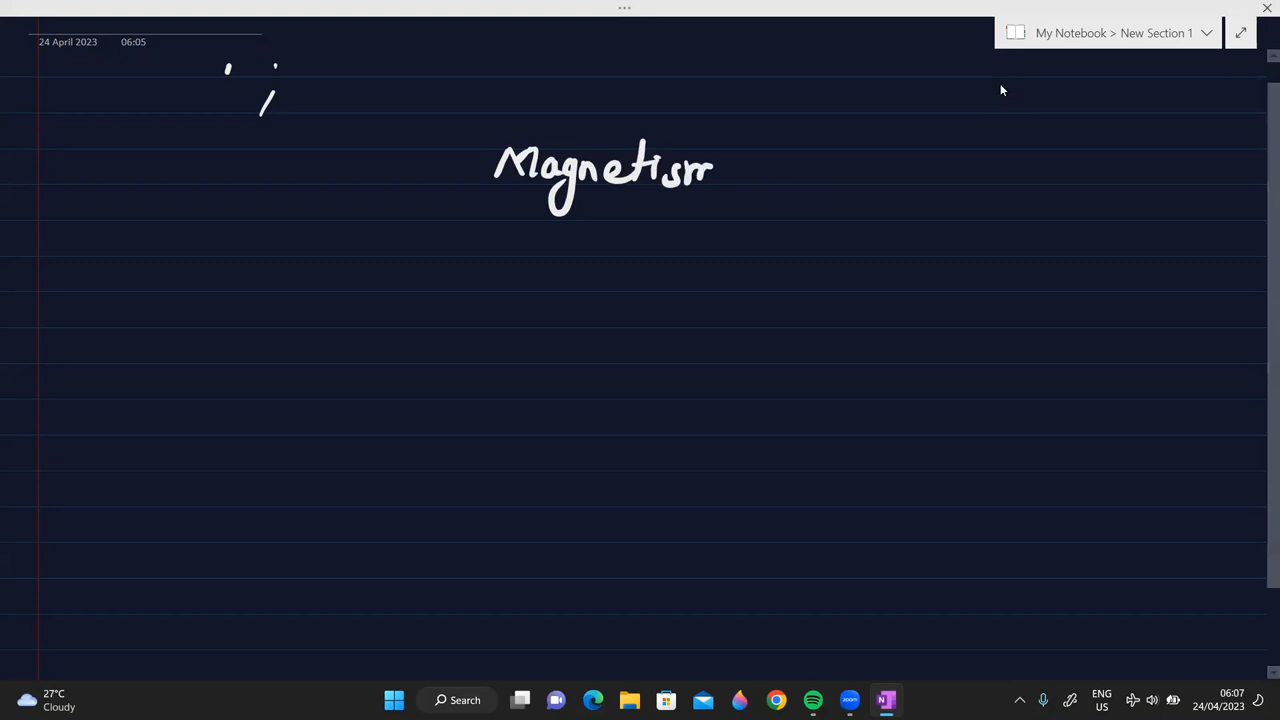 My Notebook > New Section 1
24 April 2023 06:05
Magnetism
27°C
Cloudy
Search
zoom
N
ENG
US
06:07
24/04/2023